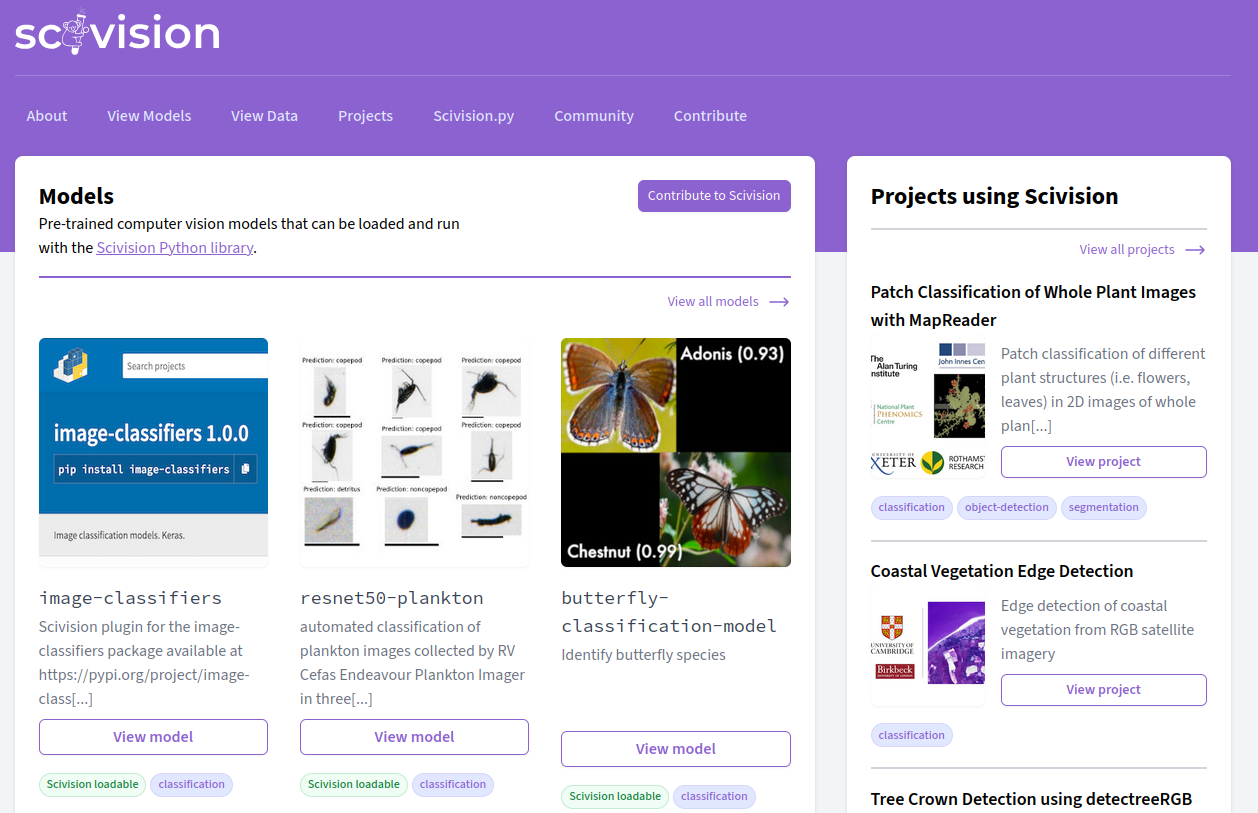 scivision
About View Models View Data Projects Scivision.py Community Contribute
Models
Contribute to Scivision
Pre-trained computer vision models that can be loaded and run
with the Scivision Python library.
View all models
Search projects
image-classifiers 1.0.0
pip install image-classifiers
Image classification models. Keras.
image-classifiers
Scivision plugin for the image-
classifiers package available at
https://pypi.org/project/image-
class[...]
View model
Scivision loadable classification
Prediction: copepod Prediction: copepod Prediction: copepod
Prediction: copepod Prediction: copepod Prediction: copepod
Prediction: detritus Prediction: noncopepod Prediction: noncopepod
resnet50-plankton
automated classification of
plankton images collected by RV
Cefas Endeavour Plankton Imager
in three[...]
View model
Scivision loadable classification
Adonis (0.93)
Chestnut (0.99)
butterfly-
classification-model
Identify butterfly species
View model
Scivision loadable classification
Projects using Scivision
View all projects
Patch Classification of Whole Plant Images
with MapReader
The
Alan Turing
nstitute
John Innes Cen
National Plant
PHENOMICS
Centre
UNIVERSITY OF
EXETER
ROTHAMS
RESEARCH
Patch classification of different
plant structures (i.e. flowers,
leaves) in 2D images of whole
plan[...]
View project
classification object-detection segmentation
Coastal Vegetation Edge Detection
UNIVERSITY OF
CAMBRIDGE
Birkbeck
UNIVERSITY OF LONDON
Edge detection of coastal
vegetation from RGB satellite
imagery
View project
classification
Tree Crown Detection using detectreeRGB